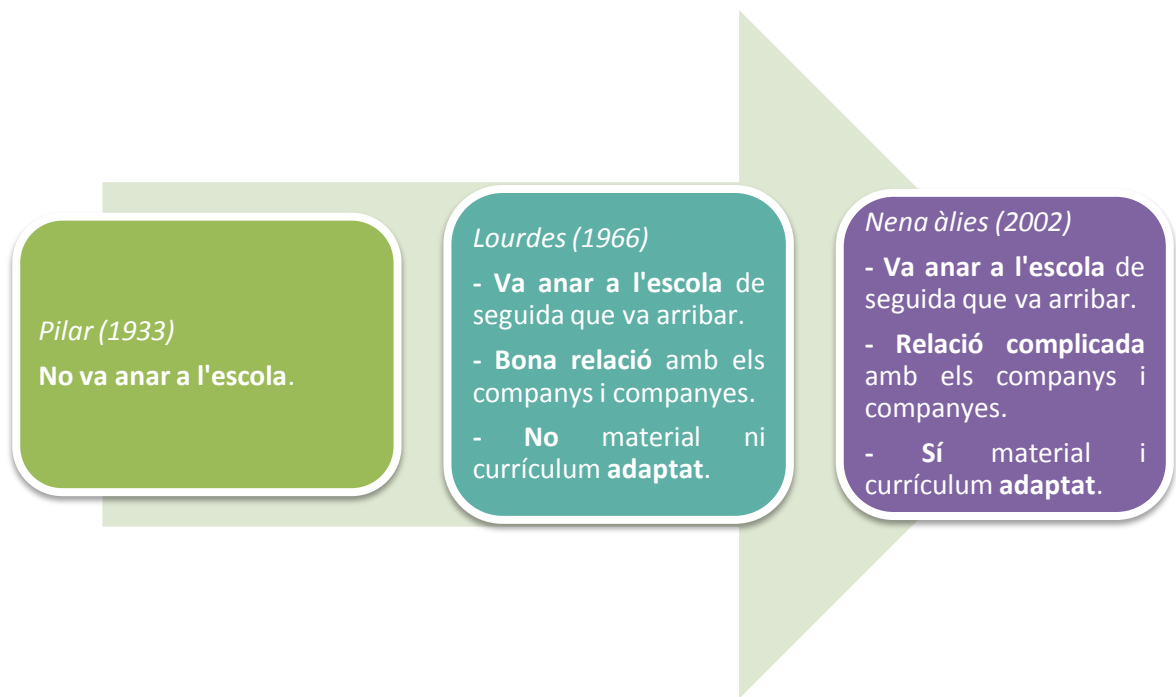 Pilar (1933)
No va anar a l'escola.
Lourdes (1966)
- Va anar a l'escola de
seguida que va arribar.
- Bona relació amb els
companys i companyes.
- No material ni
currículum adaptat.
Nena àlies (2002)
- Va anar a l'escola de
seguida que va arribar.
- Relació complicada
amb els companys i
companyes.
- Sí material i
currículum adaptat.